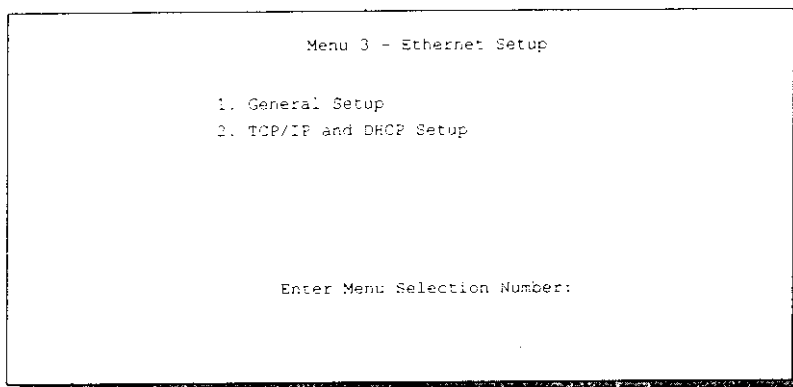 Menu 3 - Ethernet Setup
1. General Setup
2. TCP/IP and DHCP Setup
Enter Menu Selection Number: